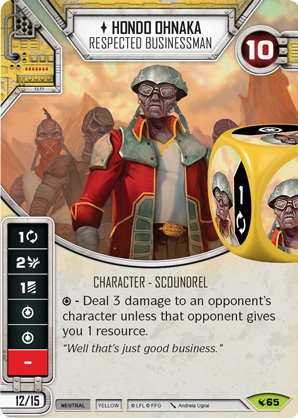 HONDO OHNAKA
RESPECTED BUSINESSMAN
10
1
2
1
CHARACTER - SCOUNDREL
- Deal 3 damage to an opponent's
character unless that opponent gives
you 1 resource.
"Well that's just good business."
-
12/15
NEUTRAL
YELLOW
© LFL © FFG
Andreia Ugrai
65
1